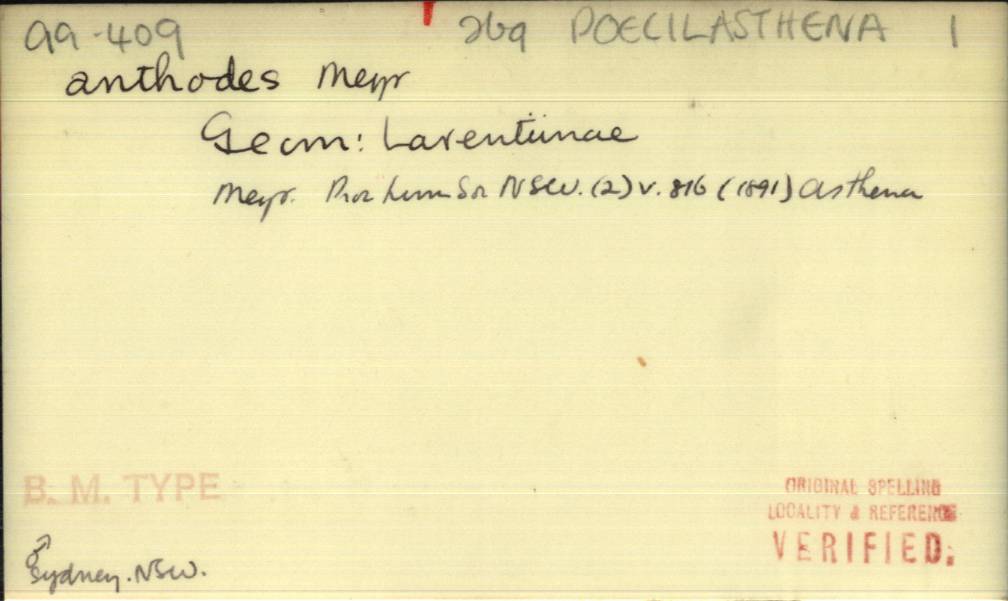 aa-409 269 POECILASTHENA 1
anthodes Meyr
Geom: Larentiinae
Meyr. Proc Linn Soc NSW. (2) v. 816 (1891) Asthena
B. M. TYPE
ORIGINAL SPELLING
LOCALITY & REFERENCE
VERIFIED.
♂
Sydney. NSW.